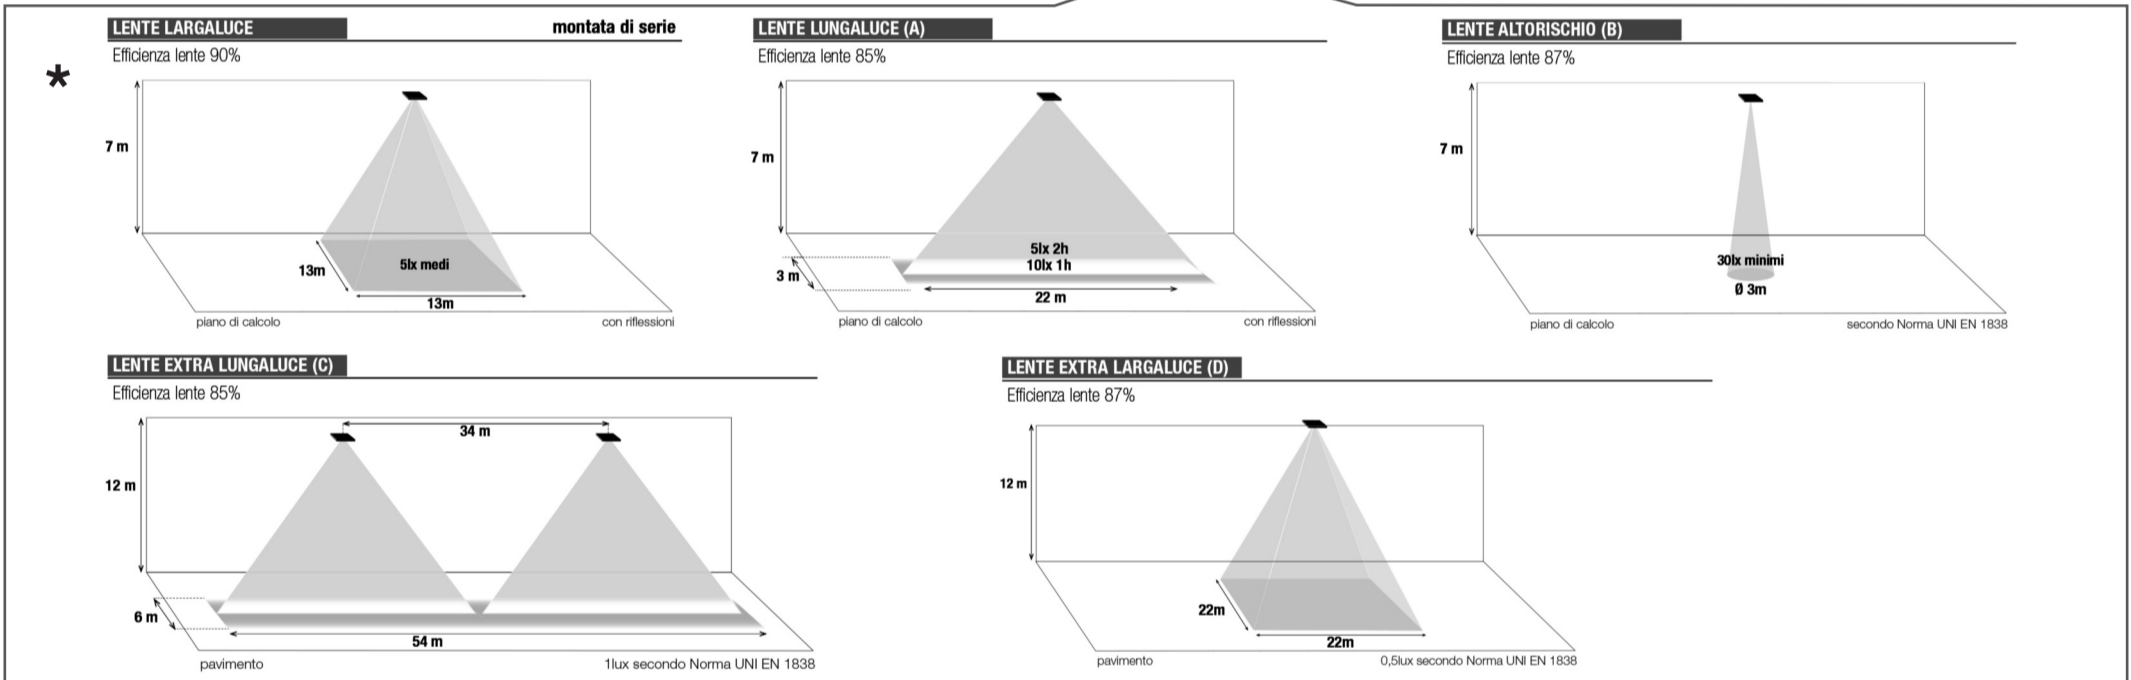 LENTE LARGALUCE
montata di serie
Efficienza lente 90%
*
7 m
13m
5lx medi
13m
piano di calcolo
con riflessioni
LENTE LUNGALUCE (A)
Efficienza lente 85%
7 m
5lx 2h
10lx 1h
3 m
22 m
piano di calcolo
con riflessioni
LENTE ALTORISCHIO (B)
Efficienza lente 87%
7 m
30lx minimi
Ø 3m
piano di calcolo
secondo Norma UNI EN 1838
LENTE EXTRA LUNGALUCE (C)
Efficienza lente 85%
34 m
12 m
6 m
54 m
pavimento
1lux secondo Norma UNI EN 1838
LENTE EXTRA LARGALUCE (D)
Efficienza lente 87%
12 m
22m
22m
pavimento
0,5lux secondo Norma UNI EN 1838